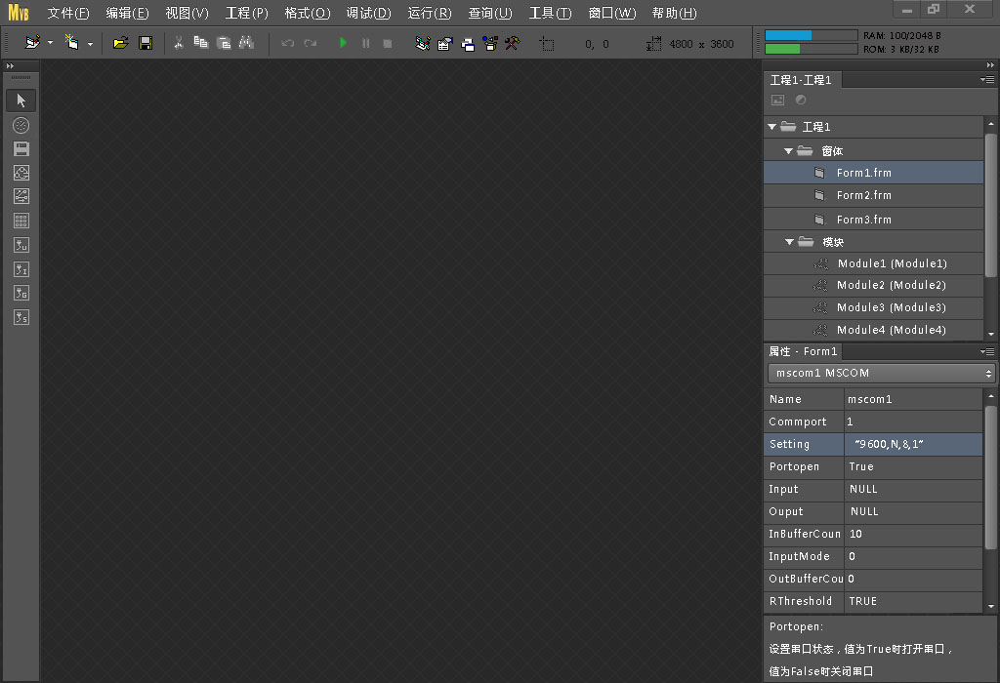 MVB 文件(F) 编辑(E) 视图(V) 工程(P) 格式(O) 调试(D) 运行(R) 查询(U) 工具(T) 窗口(W) 帮助(H)
0, 0 4800 x 3600
RAM: 100/2048 B
ROM: 3 KB/32 KB
工程1-工程1
工程1
窗体
Form1.frm
Form2.frm
Form3.frm
模块
Module1 (Module1)
Module2 (Module2)
Module3 (Module3)
Module4 (Module4)
属性 - Form1
mscom1 MSCOM
Name mscom1
Commport 1
Setting "9600,N,8,1"
Portopen True
Input NULL
Ouput NULL
InBufferCoun 10
InputMode 0
OutBufferCou 0
RThreshold TRUE
Portopen:
设置串口状态，值为True时打开串口，
值为False时关闭串口